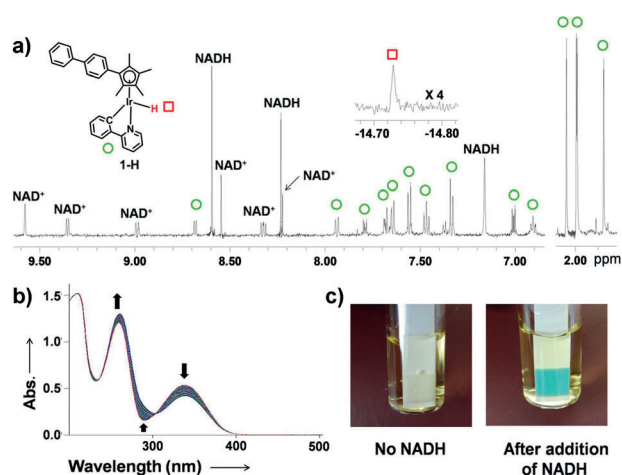 a)
NADH
NADH
X 4
-14.70 -14.80
Ir
H
C
N
1-H
NADH
NAD⁺
NAD⁺
NAD⁺
NAD⁺
NAD⁺
NAD⁺
9.50 9.00 8.50 8.00 7.50 7.00 2.00 ppm
b)
1.5
1.0
0.5
0.0
Abs.
300 400 500
Wavelength (nm)
c)
No NADH
After addition
of NADH